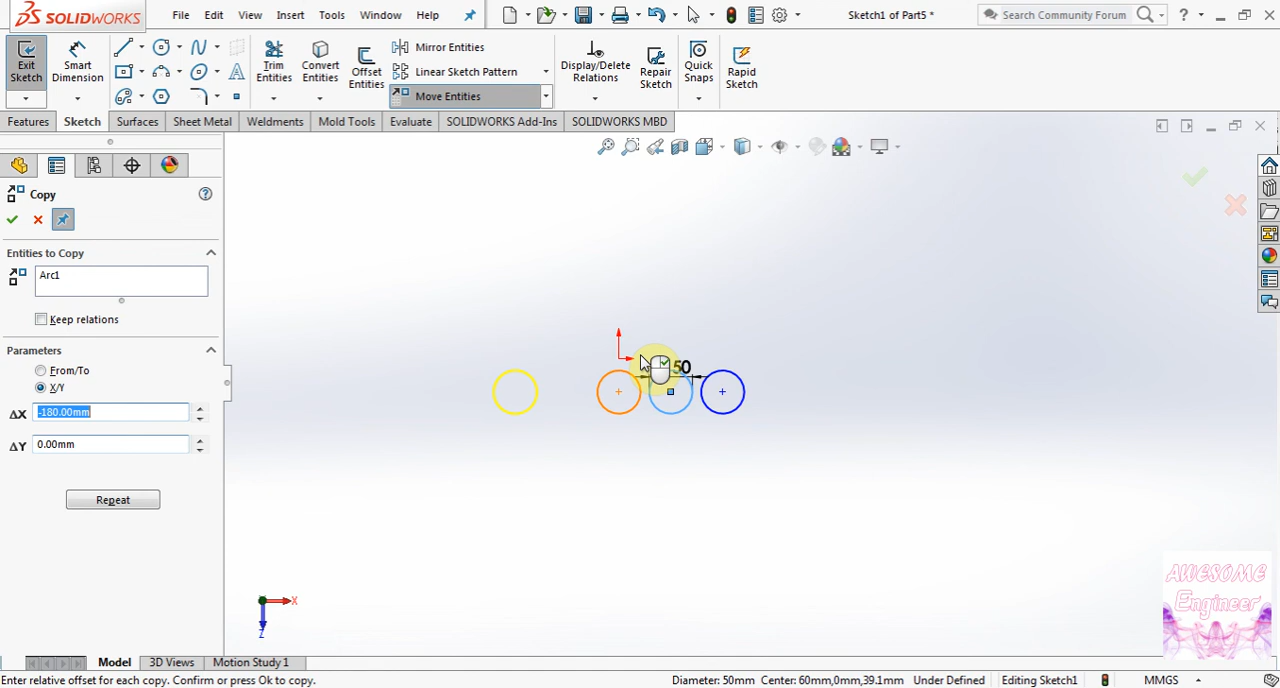 SOLIDWORKS
File Edit View Insert Tools Window Help
Sketch1 of Part5 *
Search Community Forum
?
Exit Sketch
Smart Dimension
Trim Entities
Convert Entities
Offset Entities
Mirror Entities
Linear Sketch Pattern
Move Entities
Display/Delete Relations
Repair Sketch
Quick Snaps
Rapid Sketch
Features Sketch Surfaces Sheet Metal Weldments Mold Tools Evaluate SOLIDWORKS Add-Ins SOLIDWORKS MBD
Copy
?
Entities to Copy
Arc1
Keep relations
Parameters
From/To
X/Y
ΔX -180.00mm
ΔY 0.00mm
Repeat
50
X
Z
AWESOME
Engineer
Model 3D Views Motion Study 1
Enter relative offset for each copy. Confirm or press Ok to copy.
Diameter: 50mm Center: 60mm,0mm,39.1mm Under Defined Editing Sketch1 MMGS